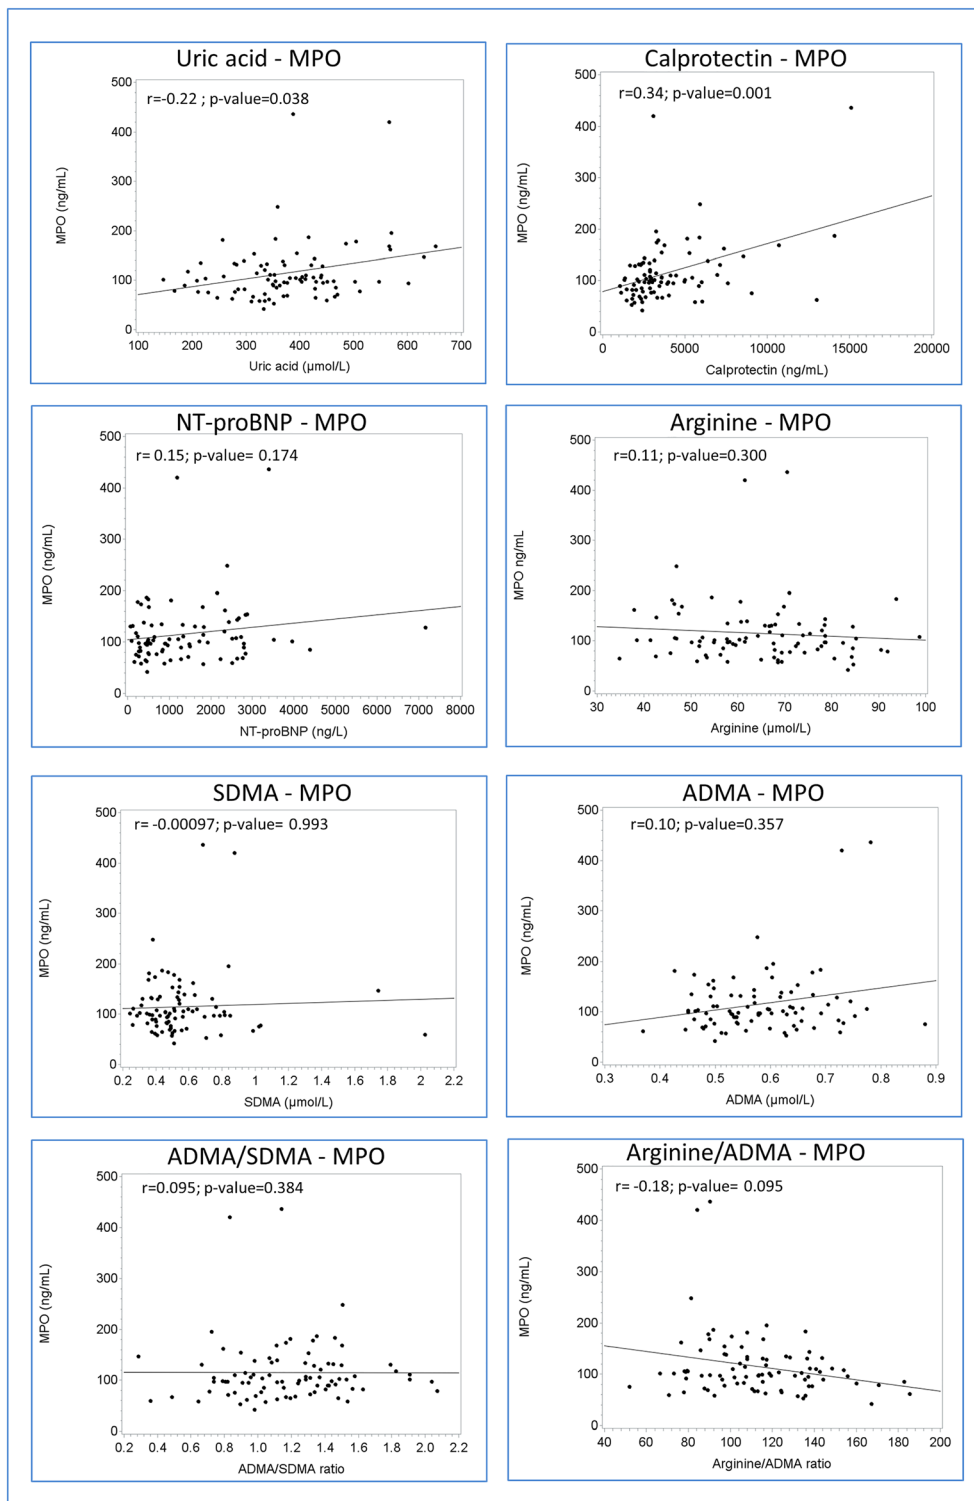 Uric acid - MPO
r=-0.22 ; p-value=0.038
500
400
300
200
100
0
MPO (ng/mL)
100 200 300 400 500 600 700
Uric acid (µmol/L)
Calprotectin - MPO
r=0.34; p-value=0.001
500
400
300
200
100
0
MPO (ng/mL)
0 5000 10000 15000 20000
Calprotectin (ng/mL)
NT-proBNP - MPO
r= 0.15; p-value= 0.174
500
400
300
200
100
0
MPO (ng/mL)
0 1000 2000 3000 4000 5000 6000 7000 8000
NT-proBNP (ng/L)
Arginine - MPO
r=0.11; p-value=0.300
500
400
300
200
100
0
MPO ng/mL
30 40 50 60 70 80 90 100
Arginine (µmol/L)
SDMA - MPO
r= -0.00097; p-value= 0.993
500
400
300
200
100
0
MPO (ng/mL)
0.2 0.4 0.6 0.8 1.0 1.2 1.4 1.6 1.8 2.0 2.2
SDMA (µmol/L)
ADMA - MPO
r=0.10; p-value=0.357
500
400
300
200
100
0
MPO (ng/mL)
0.3 0.4 0.5 0.6 0.7 0.8 0.9
ADMA (µmol/L)
ADMA/SDMA - MPO
r=0.095; p-value=0.384
500
400
300
200
100
0
MPO (ng/mL)
0.2 0.4 0.6 0.8 1.0 1.2 1.4 1.6 1.8 2.0 2.2
ADMA/SDMA ratio
Arginine/ADMA - MPO
r= -0.18; p-value= 0.095
500
400
300
200
100
0
MPO (ng/mL)
40 60 80 100 120 140 160 180 200
Arginine/ADMA ratio